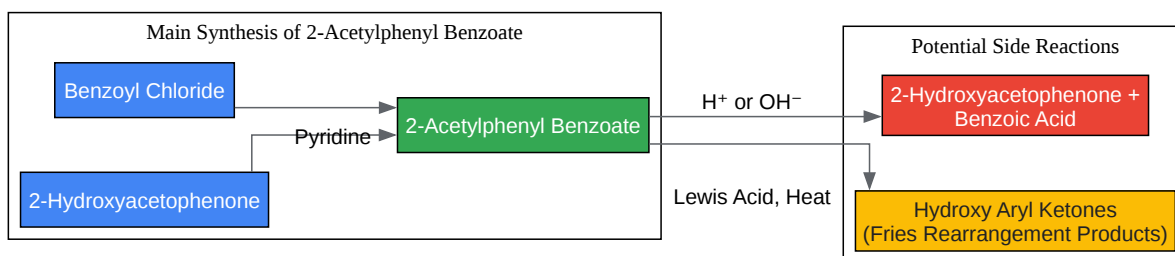 Main Synthesis of 2-Acetylphenyl Benzoate
Benzoyl Chloride
Pyridine
2-Hydroxyacetophenone
2-Acetylphenyl Benzoate
H⁺ or OH⁻
Lewis Acid, Heat
Potential Side Reactions
2-Hydroxyacetophenone +
Benzoic Acid
Hydroxy Aryl Ketones
(Fries Rearrangement Products)